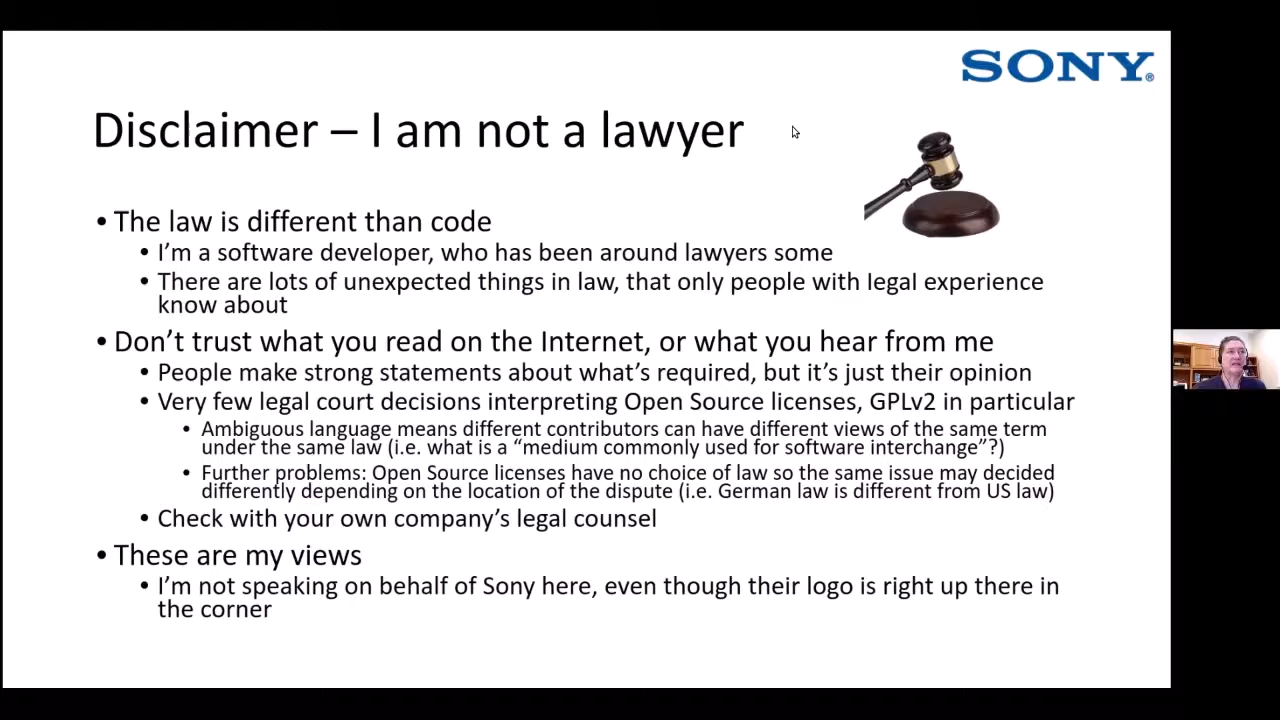 SONY®
Disclaimer – I am not a lawyer
• The law is different than code
• I'm a software developer, who has been around lawyers some
• There are lots of unexpected things in law, that only people with legal experience
know about
• Don't trust what you read on the Internet, or what you hear from me
• People make strong statements about what's required, but it's just their opinion
• Very few legal court decisions interpreting Open Source licenses, GPLv2 in particular
• Ambiguous language means different contributors can have different views of the same term
under the same law (i.e. what is a “medium commonly used for software interchange”?)
• Further problems: Open Source licenses have no choice of law so the same issue may decided
differently depending on the location of the dispute (i.e. German law is different from US law)
• Check with your own company's legal counsel
• These are my views
• I'm not speaking on behalf of Sony here, even though their logo is right up there in
the corner